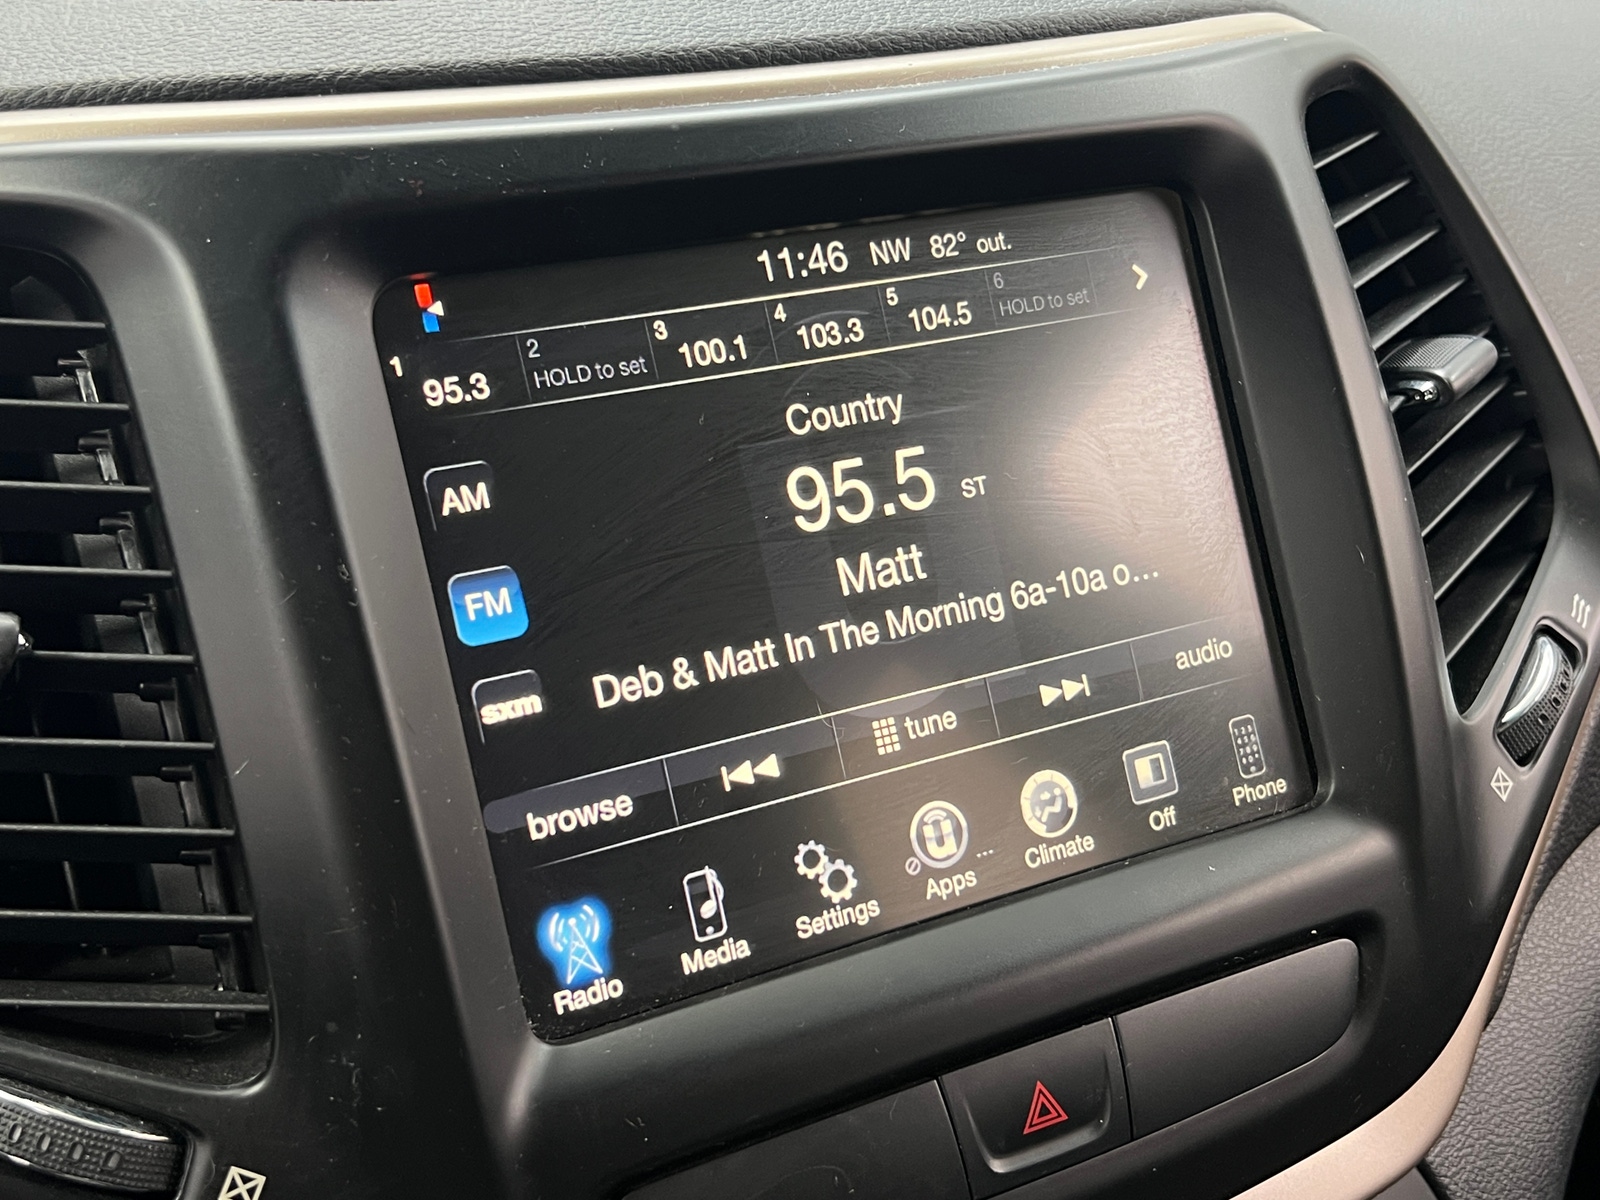 11:46 NW 82° out.
1 95.3
2 HOLD to set
3 100.1
4 103.3
5 104.5
6 HOLD to set
Country
95.5 ST
Matt
Deb & Matt In The Morning 6a-10a o...
AM
FM
sxm
browse
tune
audio
Radio
Media
Settings
Apps ...
Climate
Off
Phone